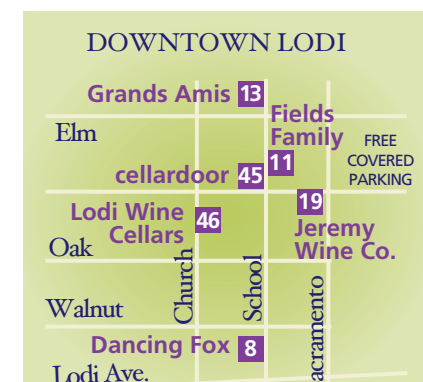 DOWNTOWN LODI
Grands Amis 13
Fields
Family
11
Elm
FREE
COVERED
PARKING
cellardoor 45
19
Jeremy
Wine Co.
Lodi Wine
Cellars
46
Oak
Church
School
acramento
Walnut
Dancing Fox 8
Lodi Ave.